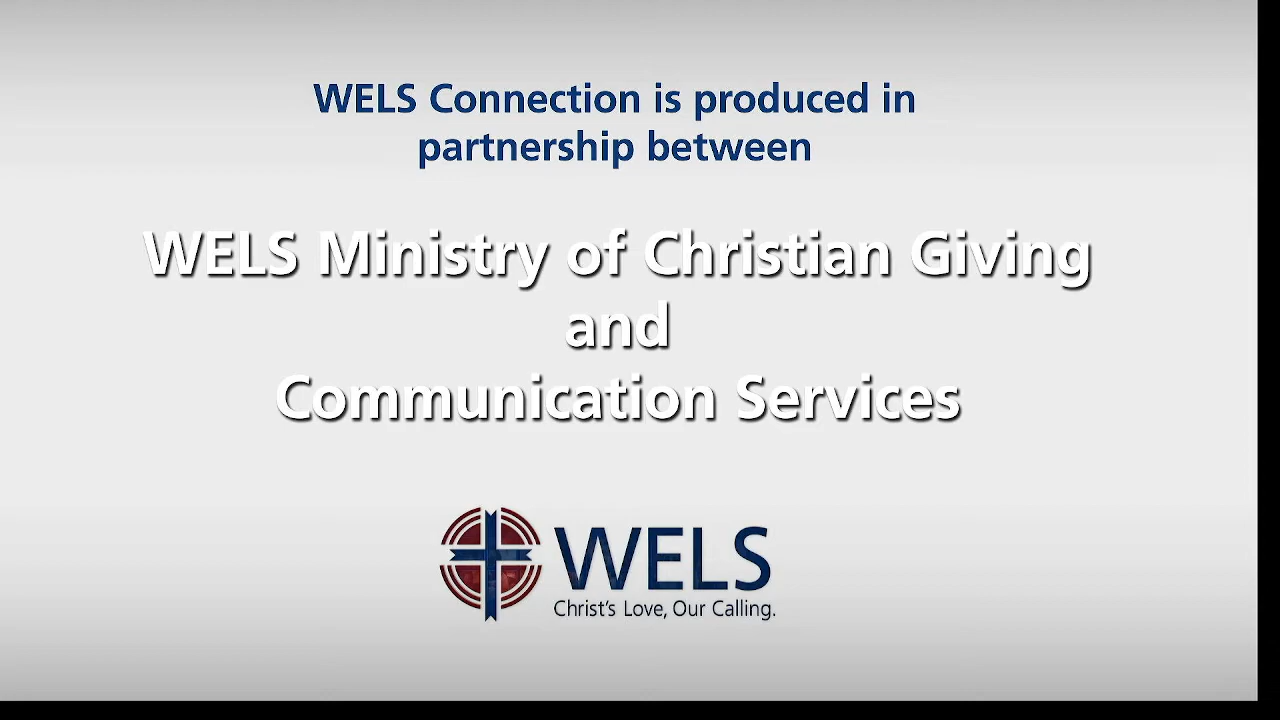 WELS Connection is produced in
partnership between
WELS Ministry of Christian Giving
and
Communication Services
WELS
Christ's Love, Our Calling.